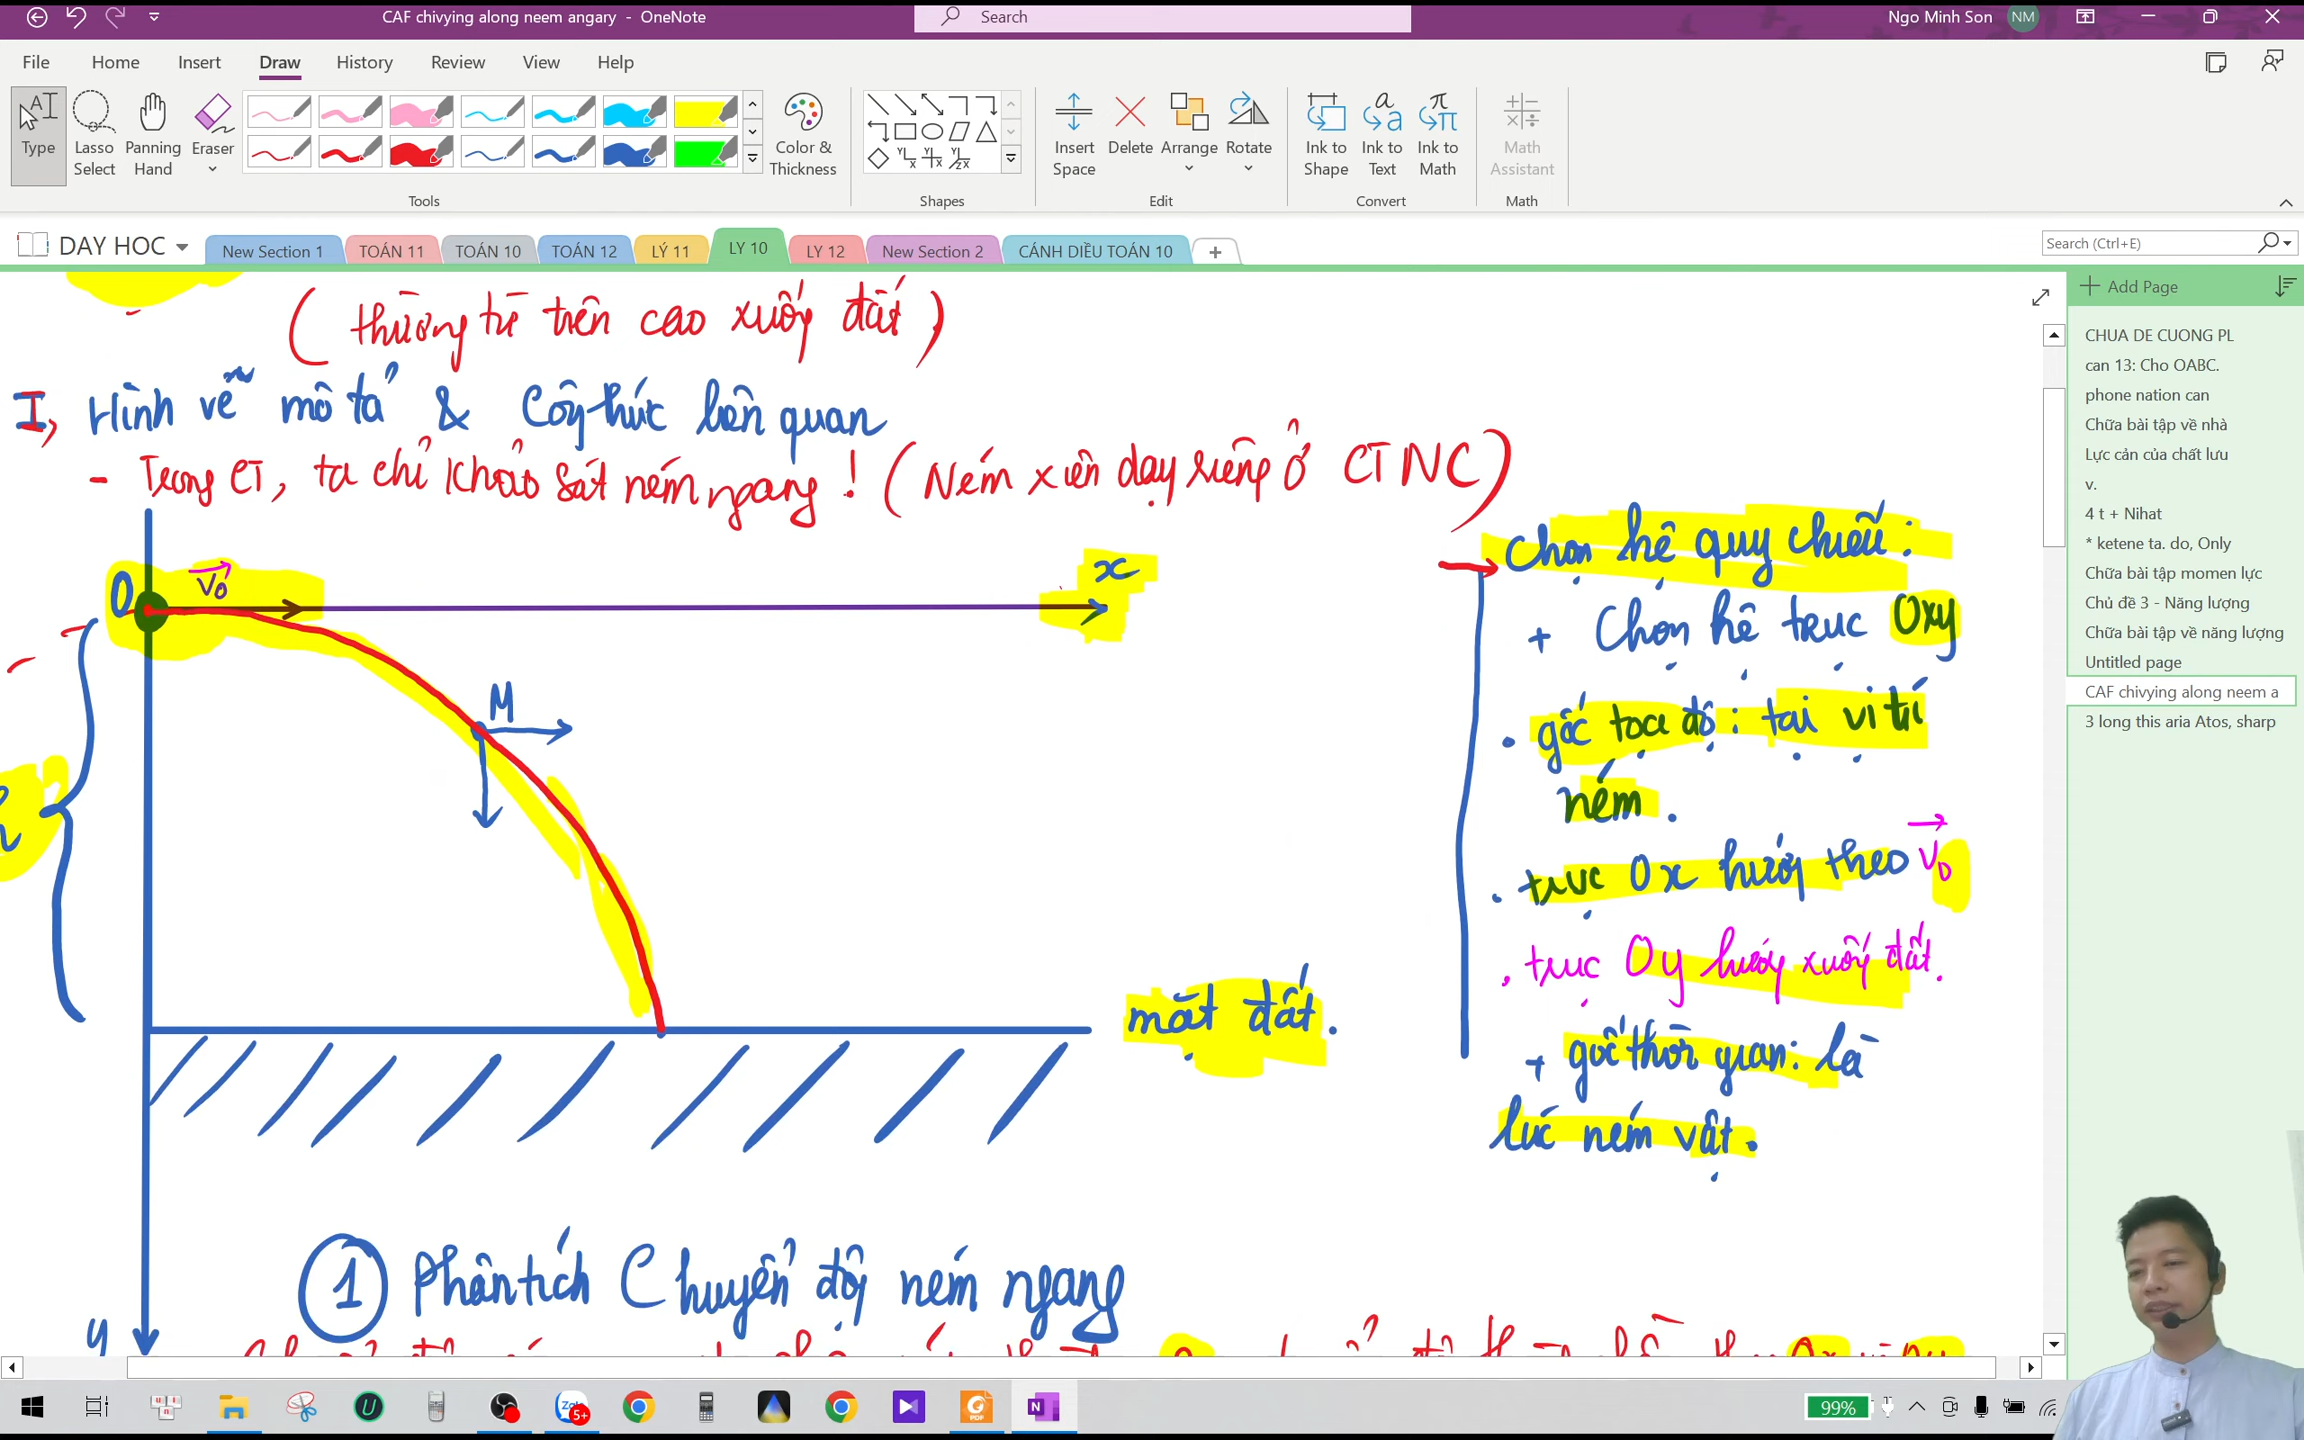 CAF chivying along neem angary - OneNote
Search
Ngo Minh Son
NM
File Home Insert Draw History Review View Help
Type
Lasso Select
Panning Hand
Eraser
Color & Thickness
Insert Space
Delete
Arrange
Rotate
Ink to Shape
Ink to Text
Ink to Math
Math Assistant
Tools Shapes Edit Convert Math
DAY HOC
New Section 1 TOÁN 11 TOÁN 10 TOÁN 12 LÝ 11 LY 10 LY 12 New Section 2 CÁNH DIỀU TOÁN 10
Search (Ctrl+E)
Add Page
CHUA DE CUONG PL
can 13: Cho OABC.
phone nation can
Chữa bài tập về nhà
Lực cản của chất lưu
v.
4 t + Nihat
* ketene ta. do, Only
Chữa bài tập momen lực
Chủ đề 3 - Năng lượng
Chữa bài tập về năng lượng
Untitled page
CAF chivying along neem a
3 long this aria Atos, sharp
(thường từ trên cao xuống đất)
I, Hình vẽ mô tả & Công thức liên quan
- Trong CT, ta chỉ khảo sát ném ngang! (Ném xiên dạy riêng ở CTNC)
O
v₀
x
M
h
mặt đất.
y
Chọn hệ quy chiếu:
+ Chọn hệ trục Oxy
. gốc tọa độ: tại vị trí
ném.
. trục Ox hướng theo v₀
. trục Oy hướng xuống đất.
+ gốc thời gian: là
lúc ném vật.
1 Phân tích Chuyển động ném ngang
99%